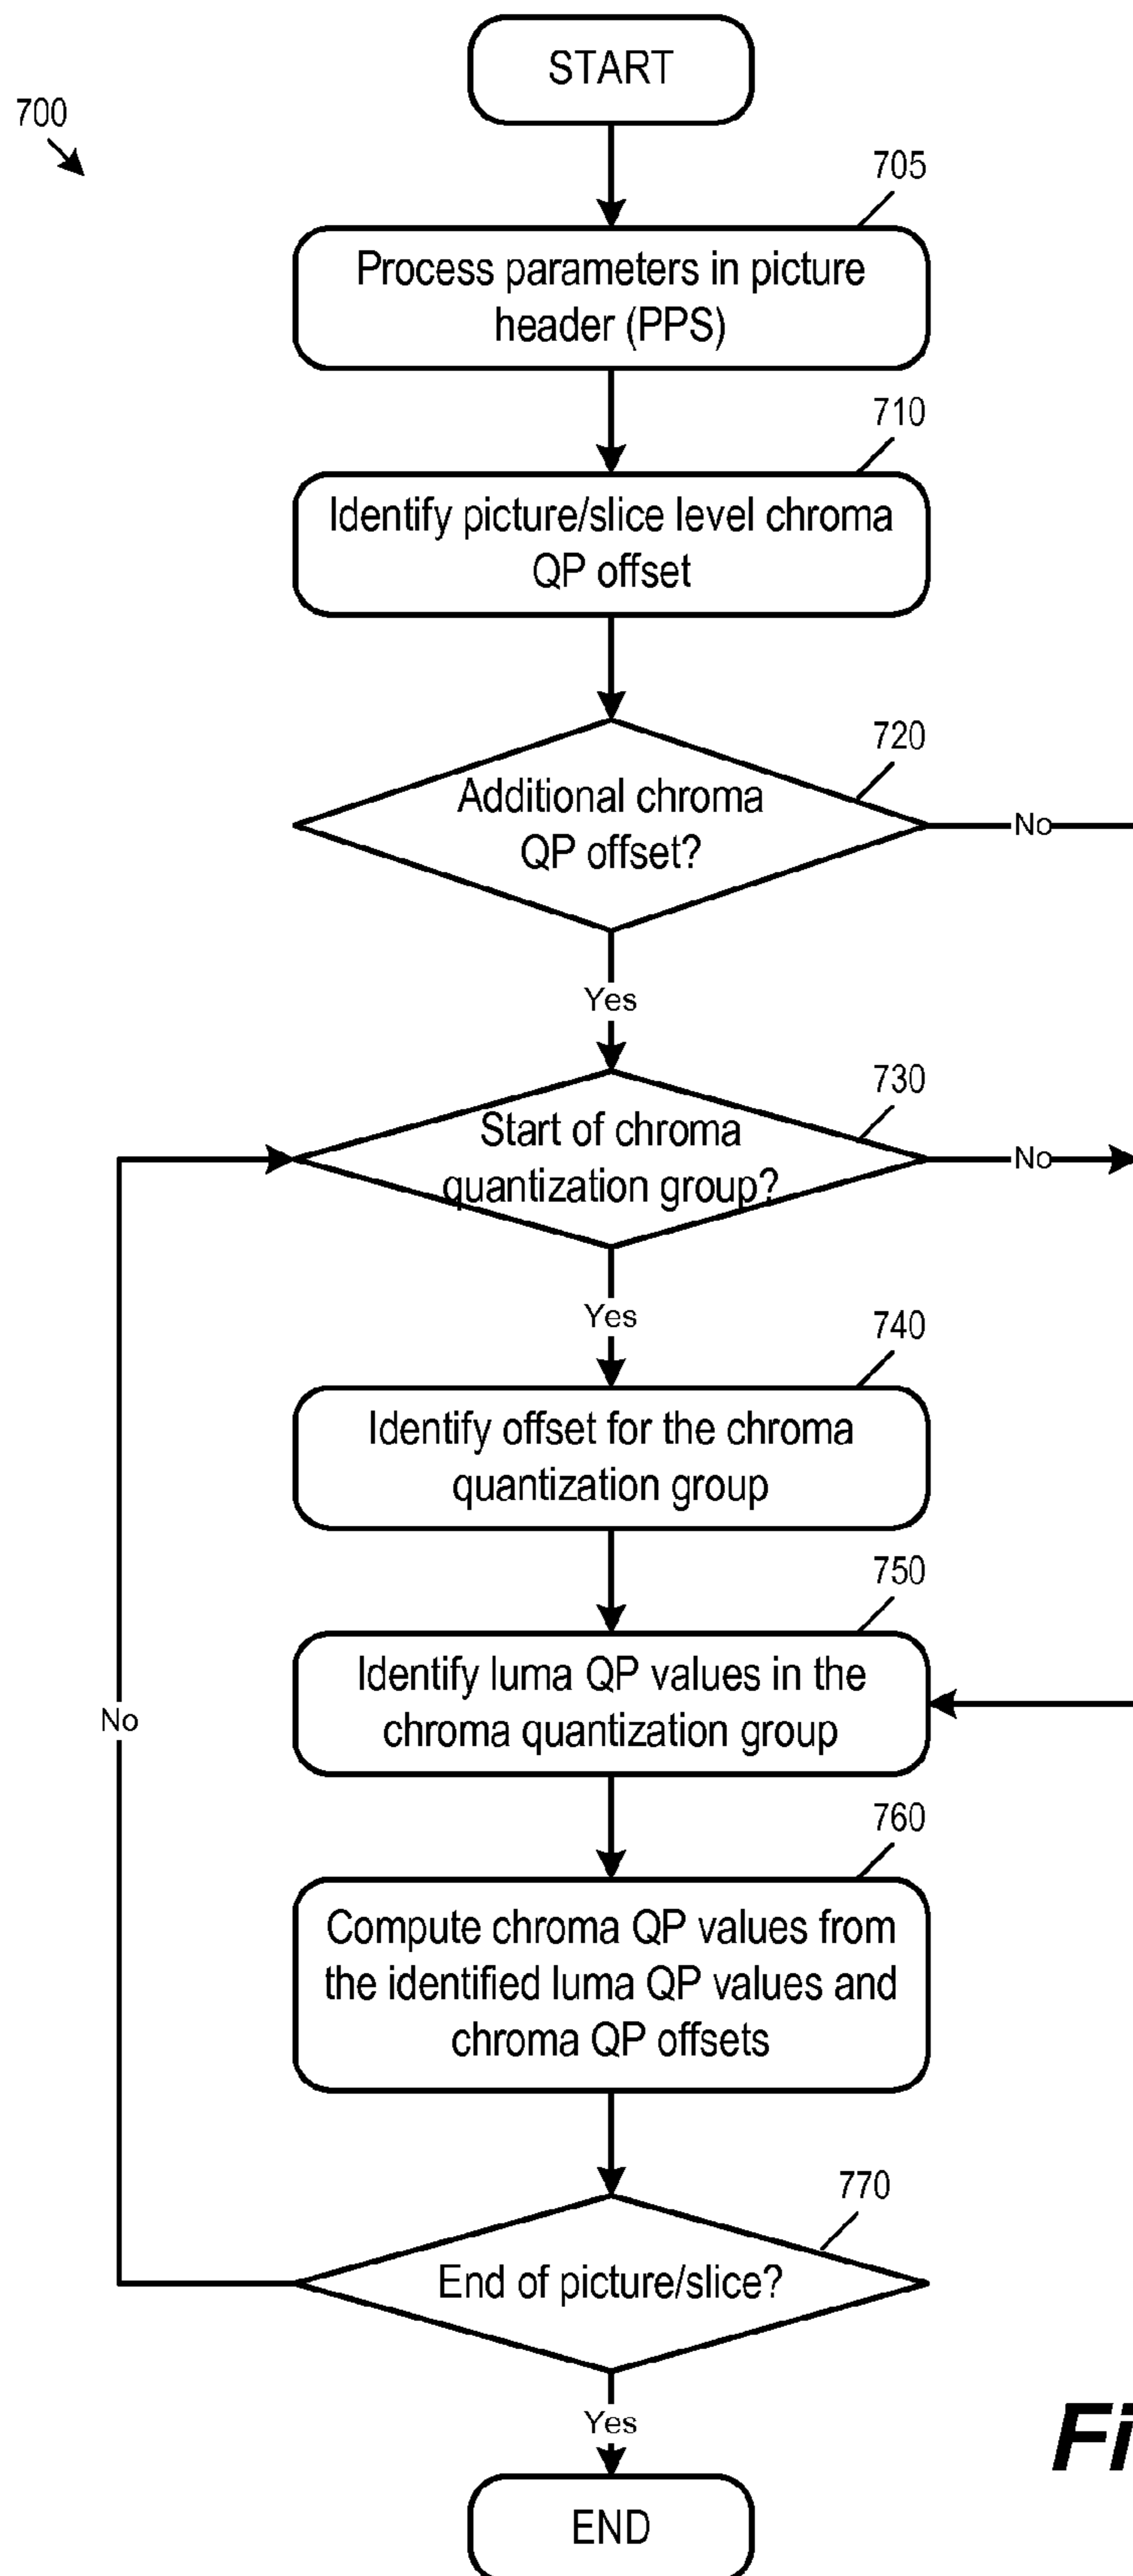 START
700
705
Process parameters in picture
header (PPS)
710
Identify picture/slice level chroma
QP offset
720
Additional chroma
QP offset?
No
Yes
730
Start of chroma
quantization group?
No
Yes
740
Identify offset for the chroma
quantization group
750
Identify luma QP values in the
chroma quantization group
No
760
Compute chroma QP values from
the identified luma QP values and
chroma QP offsets
770
End of picture/slice?
Yes
Fi
END